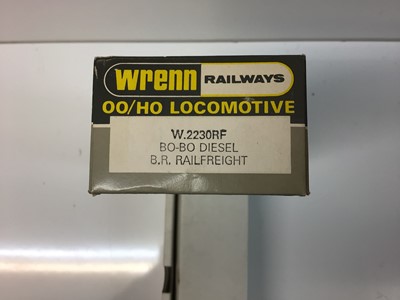 wrenn RAILWAYS
OO/HO LOCOMOTIVE
W.2230RF
BO-BO DIESEL
B.R. RAILFREIGHT